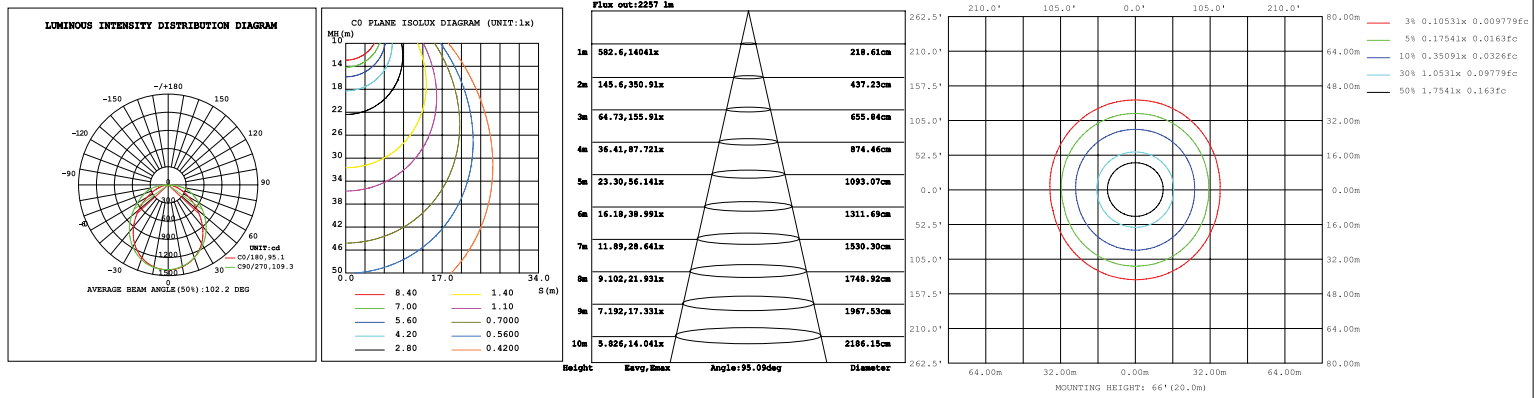 LUMINOUS INTENSITY DISTRIBUTION DIAGRAM
-/+180
-150 150
-120 120
-90 90
60
-30 30
0
0
300
600
900
1200
1500
UNIT:cd
C0/180,95.1
C90/270,109.3
AVERAGE BEAM ANGLE(50%):102.2 DEG
C0 PLANE ISOLUX DIAGRAM (UNIT:lx)
MH(m)
10
14
18
22
26
30
34
38
42
46
50
0.0 17.0 34.0
S(m)
8.40 1.40
7.00 1.10
5.60 0.7000
4.20 0.5600
2.80 0.4200
Flux out:2257 lm
1m 582.6,1404lx 218.61cm
2m 145.6,350.9lx 437.23cm
3m 64.73,155.9lx 655.84cm
4m 36.41,87.72lx 874.46cm
5m 23.30,56.14lx 1093.07cm
6m 16.18,38.99lx 1311.69cm
7m 11.89,28.64lx 1530.30cm
8m 9.102,21.93lx 1748.92cm
9m 7.192,17.33lx 1967.53cm
10m 5.826,14.04lx 2186.15cm
Height Eavg,Emax Angle:95.09deg Diameter
210.0' 105.0' 0.0' 105.0' 210.0'
262.5' 80.00m
210.0' 64.00m
157.5' 48.00m
105.0' 32.00m
52.5' 16.00m
0.0' 0.00m
52.5' 16.00m
105.0' 32.00m
157.5' 48.00m
210.0' 64.00m
262.5' 80.00m
64.00m 32.00m 0.00m 32.00m 64.00m
MOUNTING HEIGHT: 66'(20.0m)
3% 0.1053lx 0.009779fc
5% 0.1754lx 0.0163fc
10% 0.3509lx 0.0326fc
30% 1.053lx 0.09779fc
50% 1.754lx 0.163fc